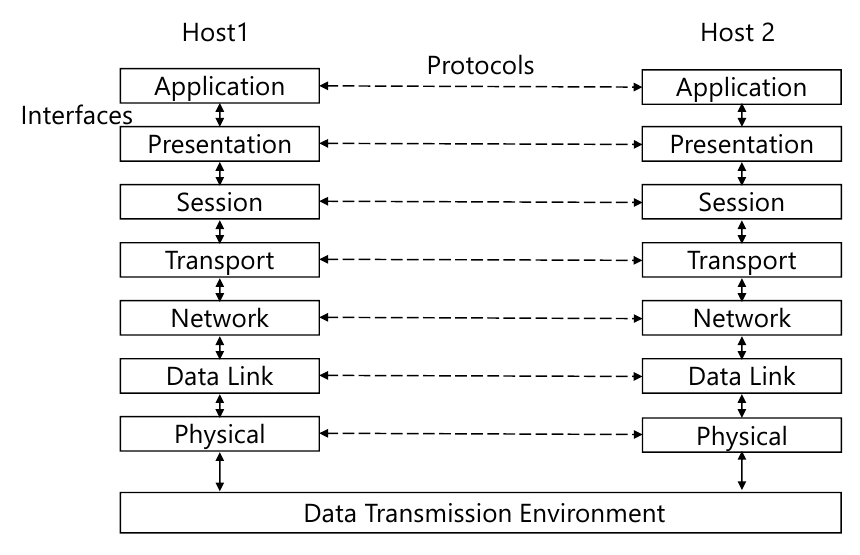 Host1
Host 2
Protocols
Application
Application
Interfaces
Presentation
Presentation
Session
Session
Transport
Transport
Network
Network
Data Link
Data Link
Physical
Physical
Data Transmission Environment